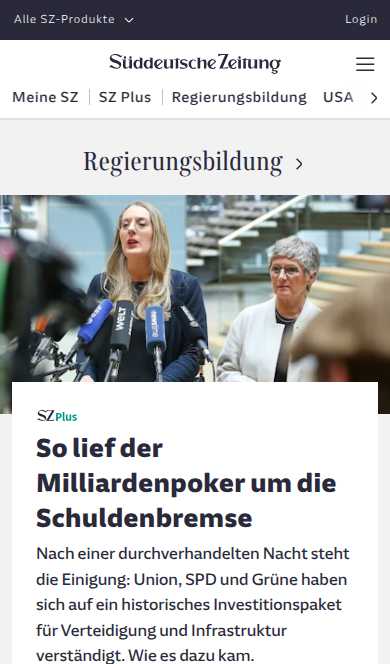 Alle SZ-Produkte
Login
Süddeutsche Zeitung
Meine SZ
SZ Plus
Regierungsbildung
USA
Regierungsbildung
WELT
SZ Plus
So lief der
Milliardenpoker um die
Schuldenbremse
Nach einer durchverhandelten Nacht steht
die Einigung: Union, SPD und Grüne haben
sich auf ein historisches Investitionspaket
für Verteidigung und Infrastruktur
verständigt. Wie es dazu kam.